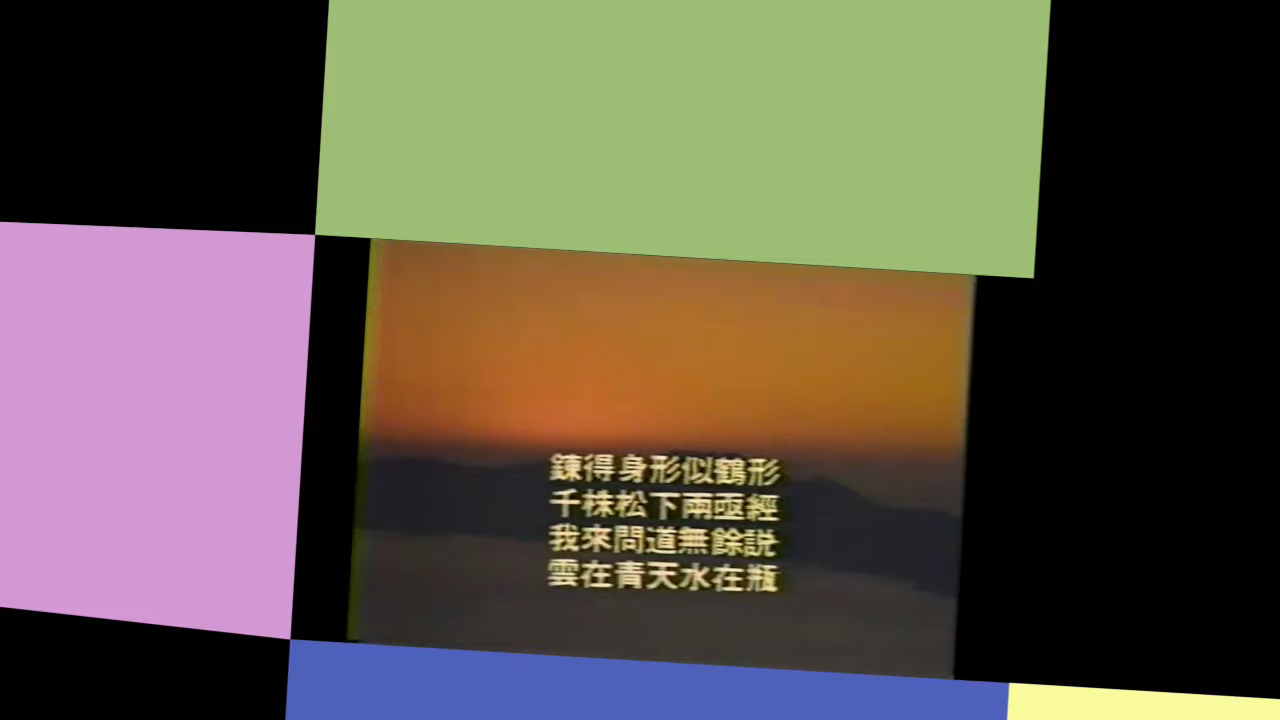 鍊得身形似鶴形
千株松下兩亟經
我來問道無餘説
雲在青天水在瓶